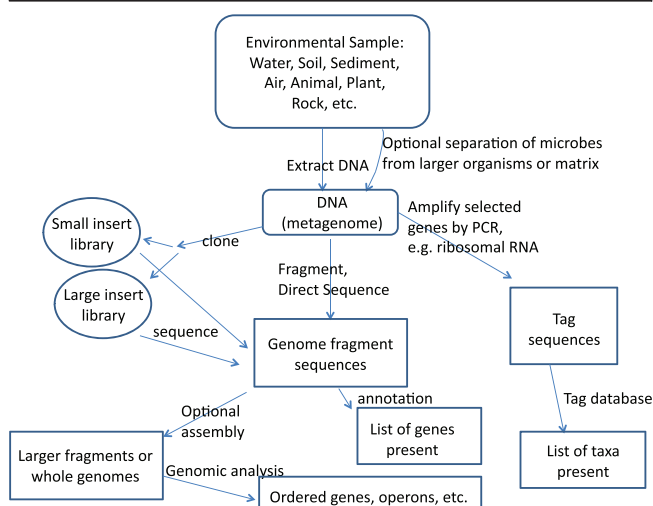 Environmental Sample:
Water, Soil, Sediment,
Air, Animal, Plant,
Rock, etc.
Optional separation of microbes
from larger organisms or matrix
Extract DNA
DNA
(metagenome)
Amplify selected
genes by PCR,
e.g. ribosomal RNA
Small insert
library
clone
Fragment,
Direct Sequence
Large insert
library
sequence
Genome fragment
sequences
Tag
sequences
annotation
Tag database
Optional
assembly
List of genes
present
List of taxa
present
Larger fragments or
whole genomes
Genomic analysis
Ordered genes, operons, etc.